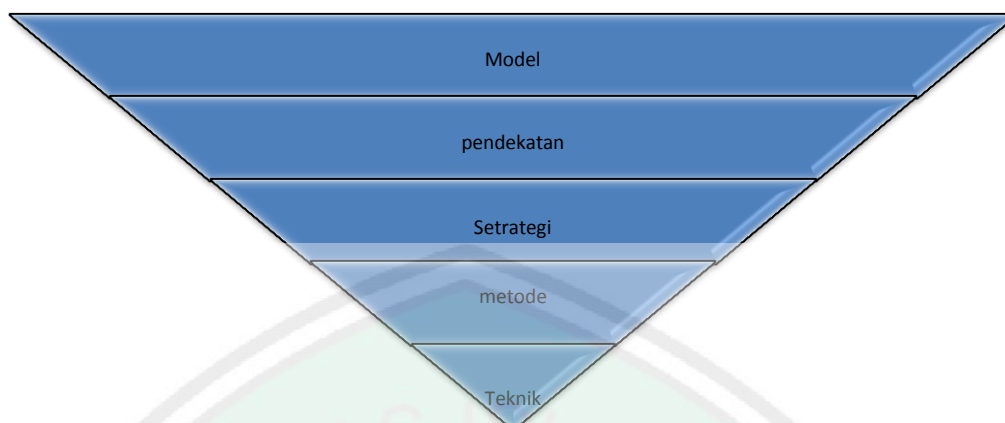 Model
pendekatan
Setrategi
metode
Teknik